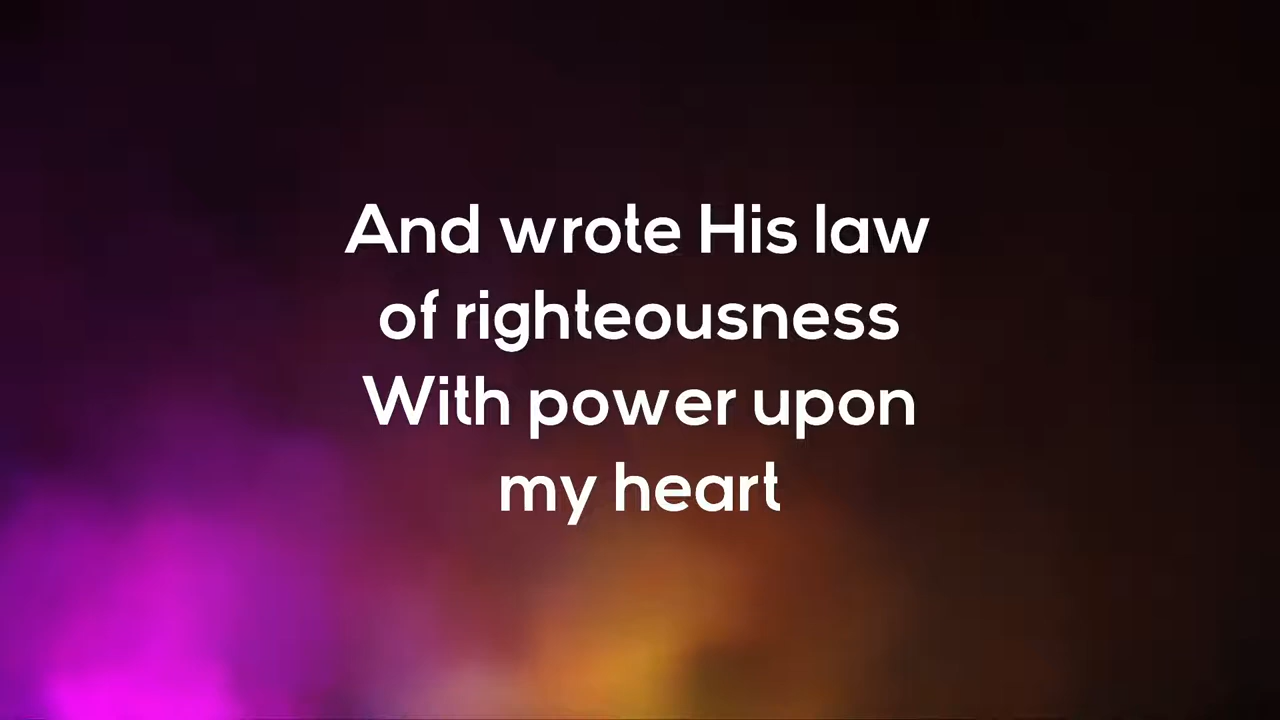 And wrote His law
of righteousness
With power upon
my heart